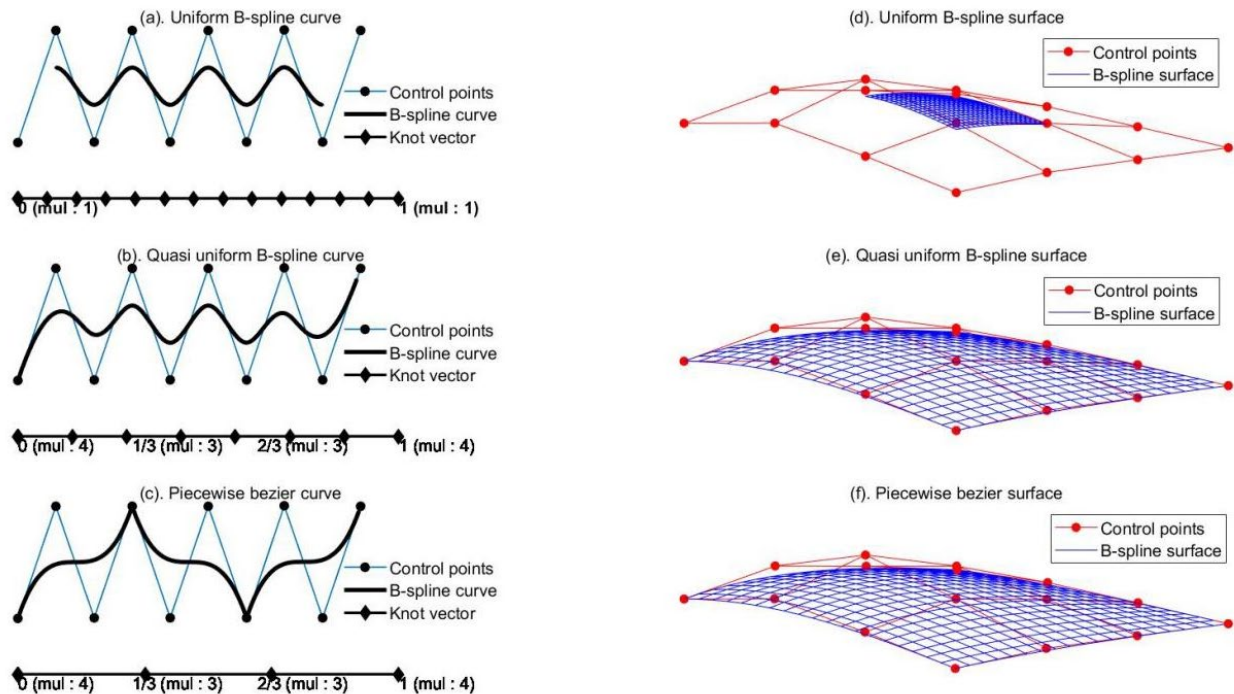 (a). Uniform B-spline curve
Control points
B-spline curve
Knot vector
0 (mul : 1) 1 (mul : 1)
(b). Quasi uniform B-spline curve
Control points
B-spline curve
Knot vector
0 (mul : 4) 1/3 (mul : 3) 2/3 (mul : 3) 1 (mul : 4)
(c). Piecewise bezier curve
Control points
B-spline curve
Knot vector
0 (mul : 4) 1/3 (mul : 3) 2/3 (mul : 3) 1 (mul : 4)
(d). Uniform B-spline surface
Control points
B-spline surface
(e). Quasi uniform B-spline surface
Control points
B-spline surface
(f). Piecewise bezier surface
Control points
B-spline surface